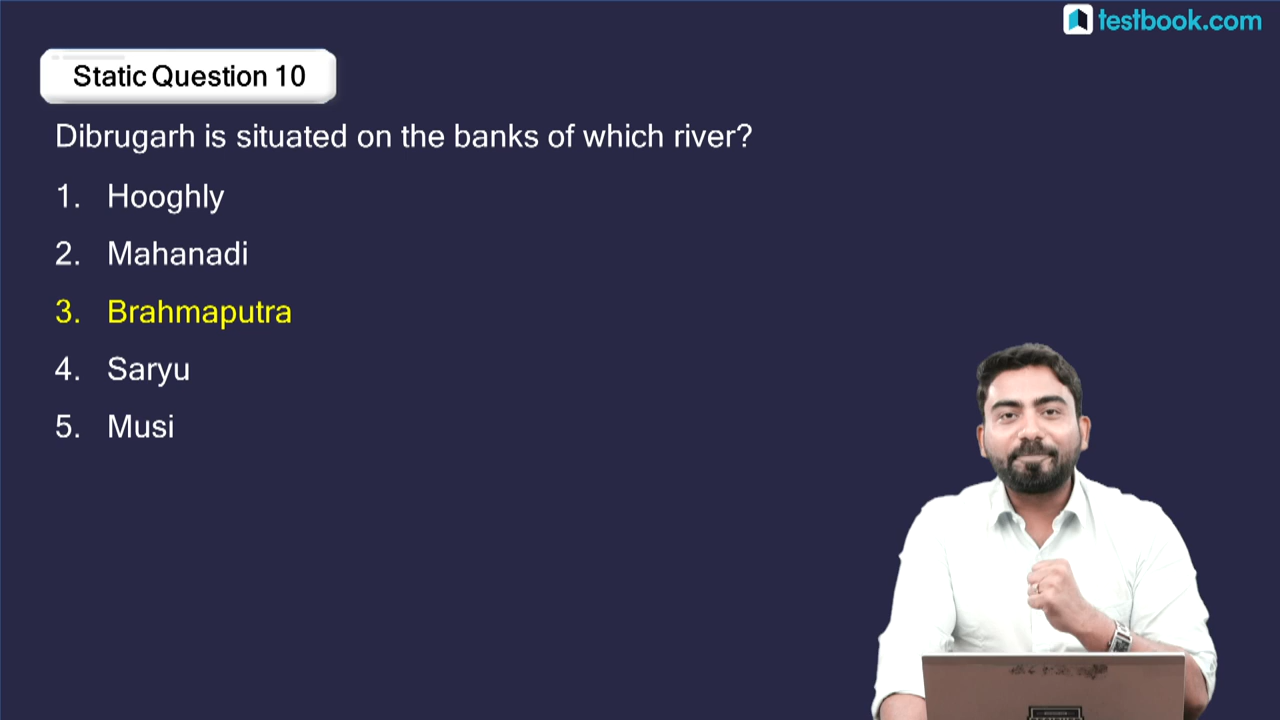 testbook.com
Static Question 10
Dibrugarh is situated on the banks of which river?
1. Hooghly
2. Mahanadi
3. Brahmaputra
4. Saryu
5. Musi